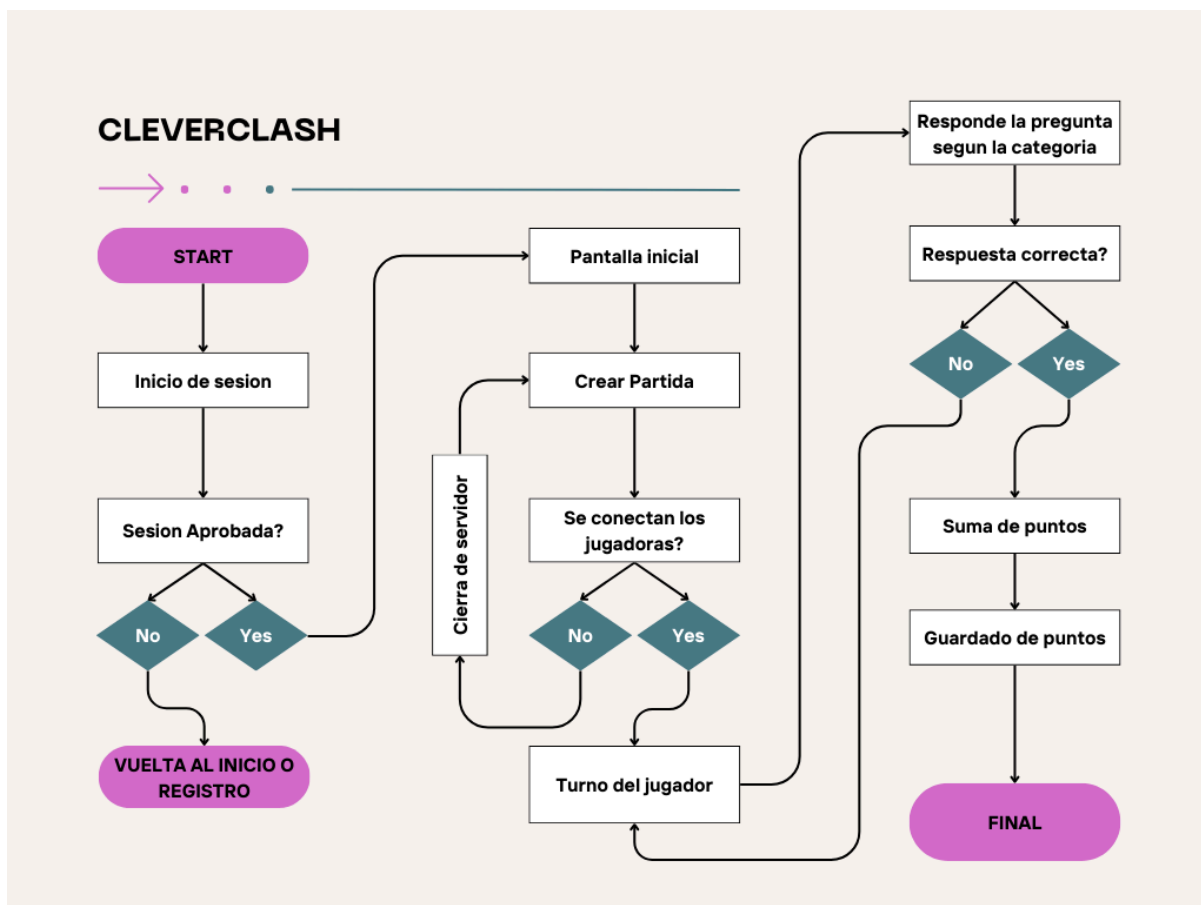 CLEVERCLASH
START
Inicio de sesion
Sesion Aprobada?
No
Yes
VUELTA AL INICIO O
REGISTRO
Pantalla inicial
Crear Partida
Cierra de servidor
Se conectan los
jugadoras?
No
Yes
Turno del jugador
Responde la pregunta
segun la categoria
Respuesta correcta?
No
Yes
Suma de puntos
Guardado de puntos
FINAL